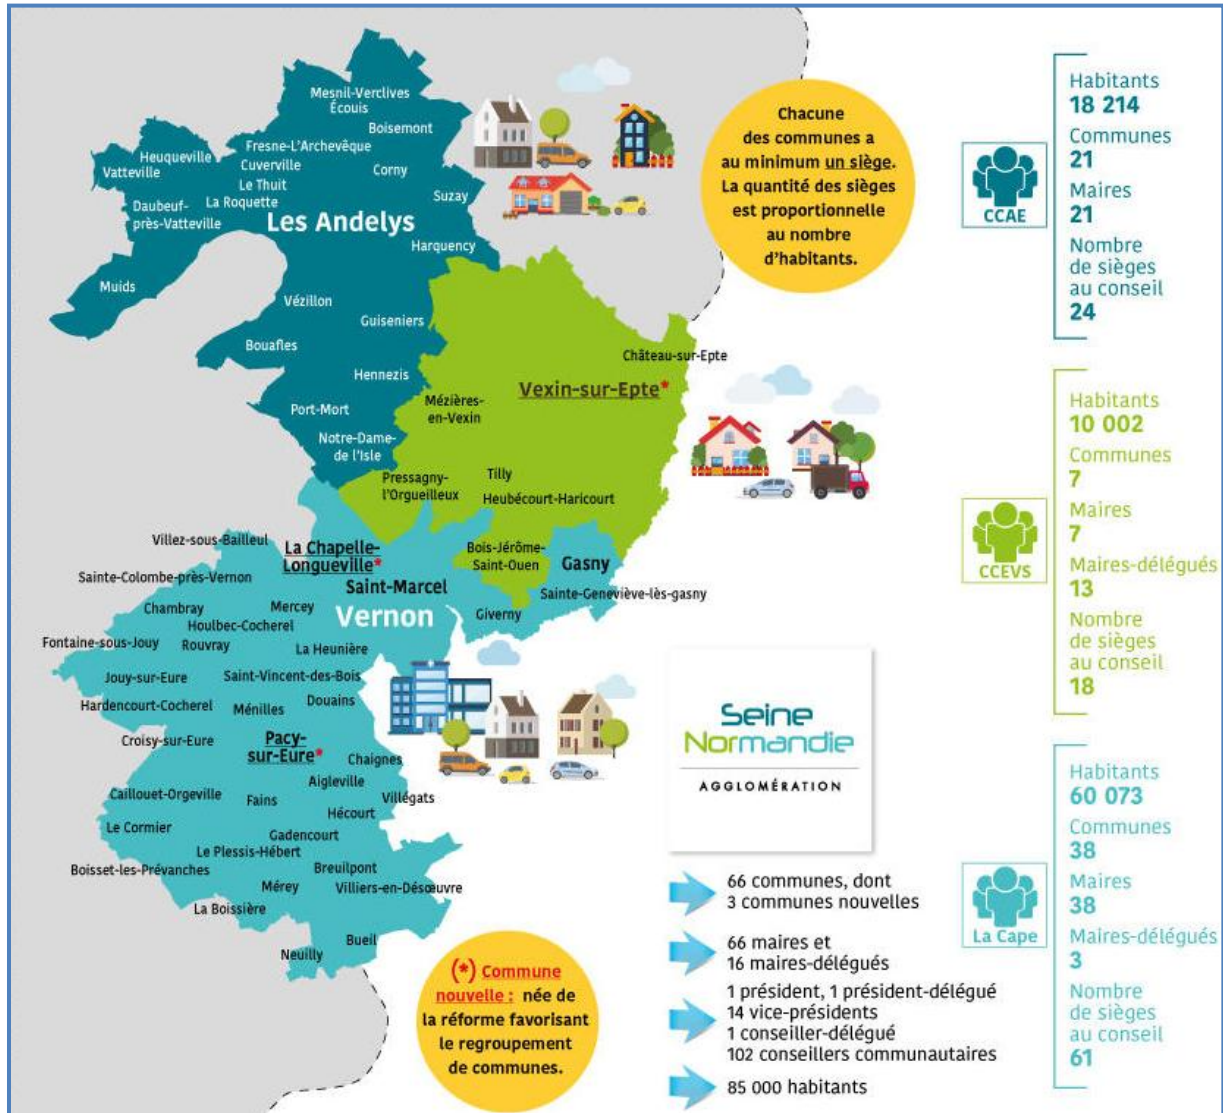 Mesnil-Verclives
Écouis
Boisemont
Fresne-L'Archevêque
Heuqueville
Cuverville
Corny
Vatteville
Le Thuit
Suzay
La Roquette
Daubeuf-
près-Vatteville
Les Andelys
Harquency
Muids
Vézillon
Guiseniers
Bouafles
Hennezis
Port-Mort
Notre-Dame-
de l'Isle
Château-sur-Epte
Vexin-sur-Epte*
Mézières-
en-Vexin
Pressagny-
l'Orgueilleux
Tilly
Heubécourt-Haricourt
Bois-Jérôme-
Saint-Ouen
Villez-sous-Bailleul
La Chapelle-
Longueville*
Gasny
Sainte-Colombe-près-Vernon
Saint-Marcel
Sainte-Geneviève-lès-gasny
Chambray
Mercey
Vernon
Giverny
Houlbec-Cocherel
Fontaine-sous-Jouy
Rouvray
La Heunière
Jouy-sur-Eure
Saint-Vincent-des-Bois
Hardencourt-Cocherel
Ménilles
Douains
Croisy-sur-Eure
Pacy-
sur-Eure*
Chaignes
Aigleville
Caillouet-Orgeville
Fains
Villégats
Hécourt
Le Cormier
Gadencourt
Le Plessis-Hébert
Boisset-les-Prévanches
Breuilpont
Mérey
Villiers-en-Désœuvre
La Boissière
Bueil
Neuilly
Chacune
des communes a
au minimum un siège.
La quantité des sièges
est proportionnelle
au nombre
d'habitants.
CCAE
Habitants
18 214
Communes
21
Maires
21
Nombre
de sièges
au conseil
24
CCEVS
Habitants
10 002
Communes
7
Maires
7
Maires-délégués
13
Nombre
de sièges
au conseil
18
La Cape
Habitants
60 073
Communes
38
Maires
38
Maires-délégués
3
Nombre
de sièges
au conseil
61
Seine
Normandie
AGGLOMÉRATION
66 communes, dont
3 communes nouvelles
66 maires et
16 maires-délégués
1 président, 1 président-délégué
14 vice-présidents
1 conseiller-délégué
102 conseillers communautaires
85 000 habitants
(*) Commune
nouvelle : née de
la réforme favorisant
le regroupement
de communes.